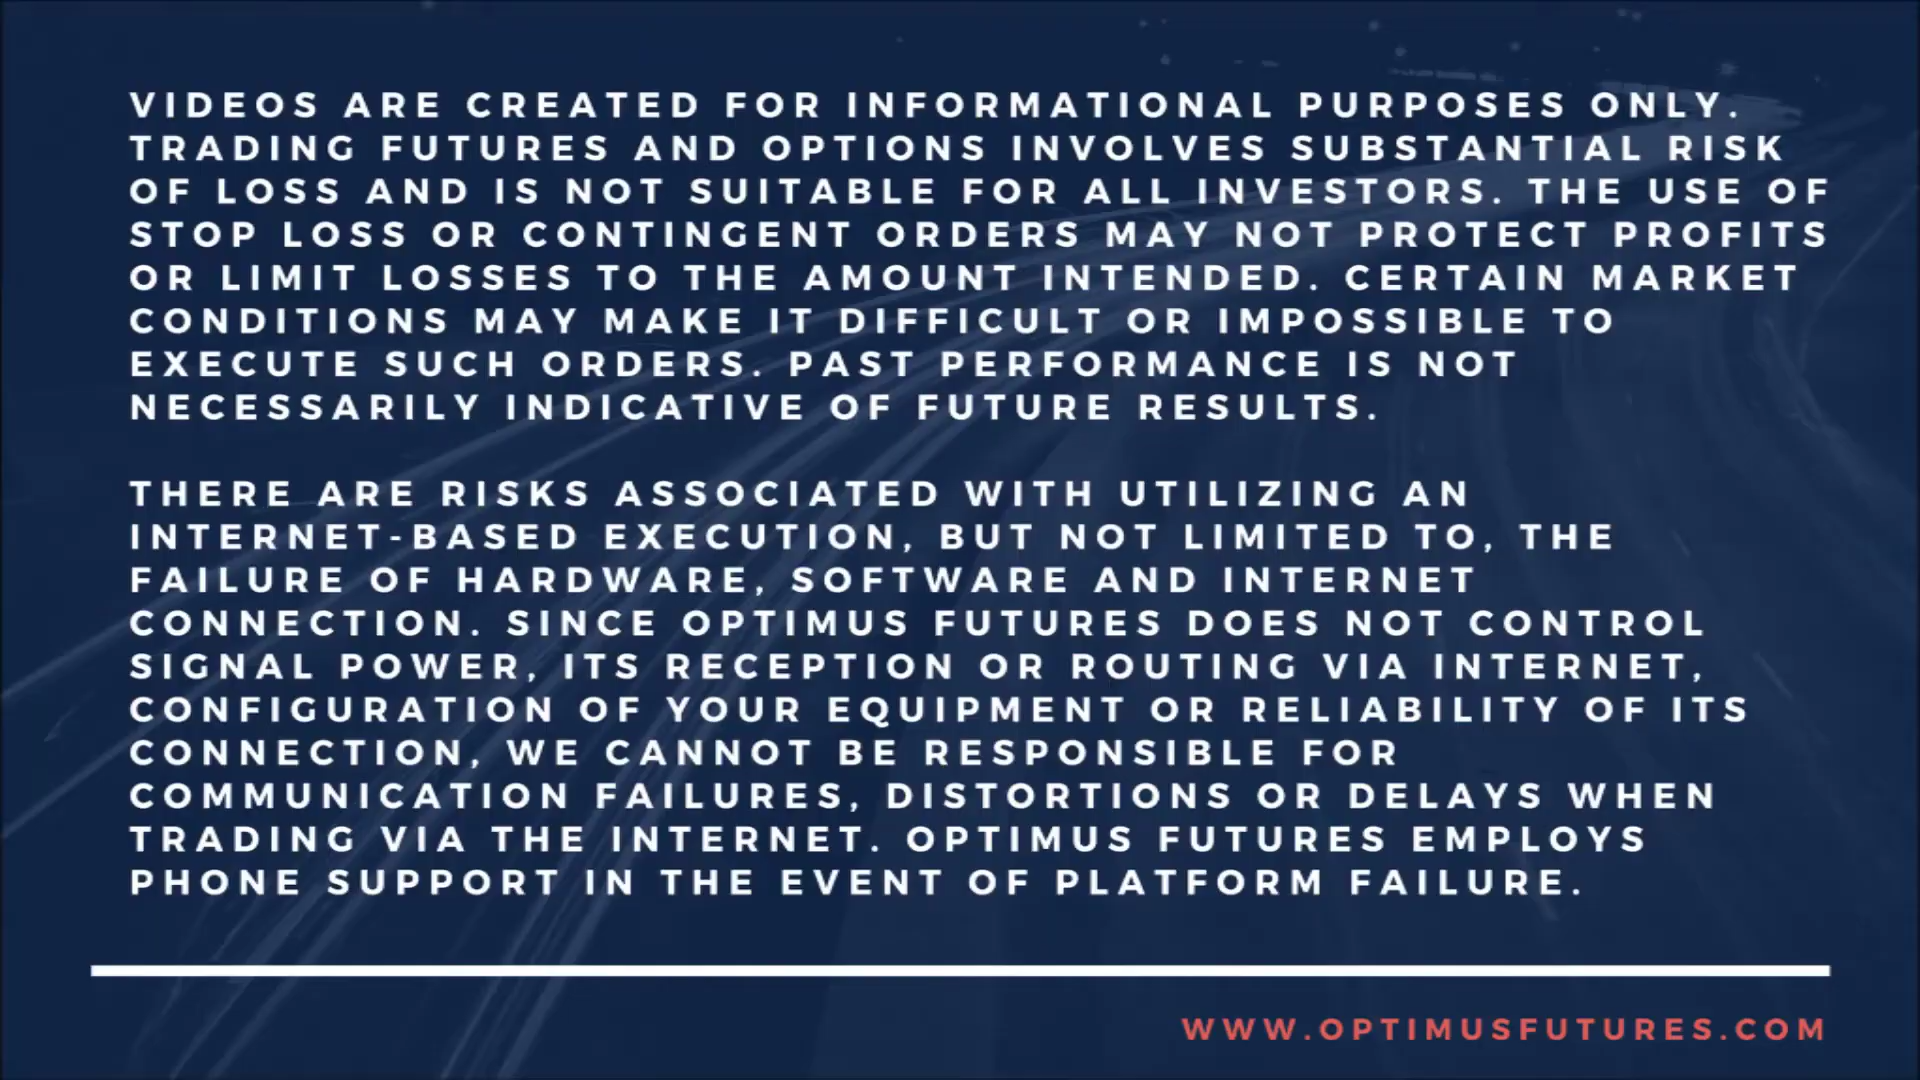 VIDEOS ARE CREATED FOR INFORMATIONAL PURPOSES ONLY.
TRADING FUTURES AND OPTIONS INVOLVES SUBSTANTIAL RISK
OF LOSS AND IS NOT SUITABLE FOR ALL INVESTORS. THE USE OF
STOP LOSS OR CONTINGENT ORDERS MAY NOT PROTECT PROFITS
OR LIMIT LOSSES TO THE AMOUNT INTENDED. CERTAIN MARKET
CONDITIONS MAY MAKE IT DIFFICULT OR IMPOSSIBLE TO
EXECUTE SUCH ORDERS. PAST PERFORMANCE IS NOT
NECESSARILY INDICATIVE OF FUTURE RESULTS.
THERE ARE RISKS ASSOCIATED WITH UTILIZING AN
INTERNET-BASED EXECUTION, BUT NOT LIMITED TO, THE
FAILURE OF HARDWARE, SOFTWARE AND INTERNET
CONNECTION. SINCE OPTIMUS FUTURES DOES NOT CONTROL
SIGNAL POWER, ITS RECEPTION OR ROUTING VIA INTERNET,
CONFIGURATION OF YOUR EQUIPMENT OR RELIABILITY OF ITS
CONNECTION, WE CANNOT BE RESPONSIBLE FOR
COMMUNICATION FAILURES, DISTORTIONS OR DELAYS WHEN
TRADING VIA THE INTERNET. OPTIMUS FUTURES EMPLOYS
PHONE SUPPORT IN THE EVENT OF PLATFORM FAILURE.
WWW.OPTIMUSFUTURES.COM